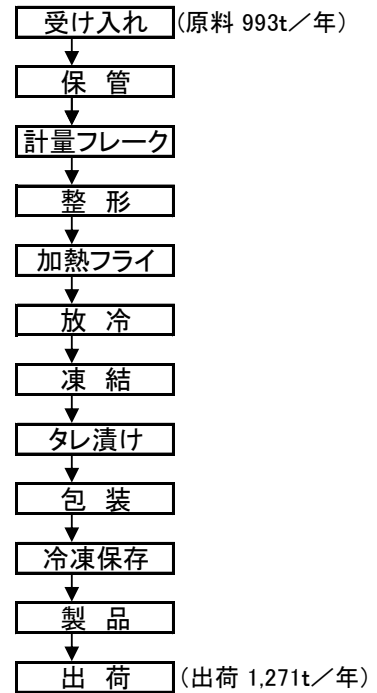 受け入れ (原料 993t／年)
保 管
計量フレーク
整 形
加熱フライ
放 冷
凍 結
タレ漬け
包 装
冷凍保存
製 品
出 荷 (出荷 1,271t／年)